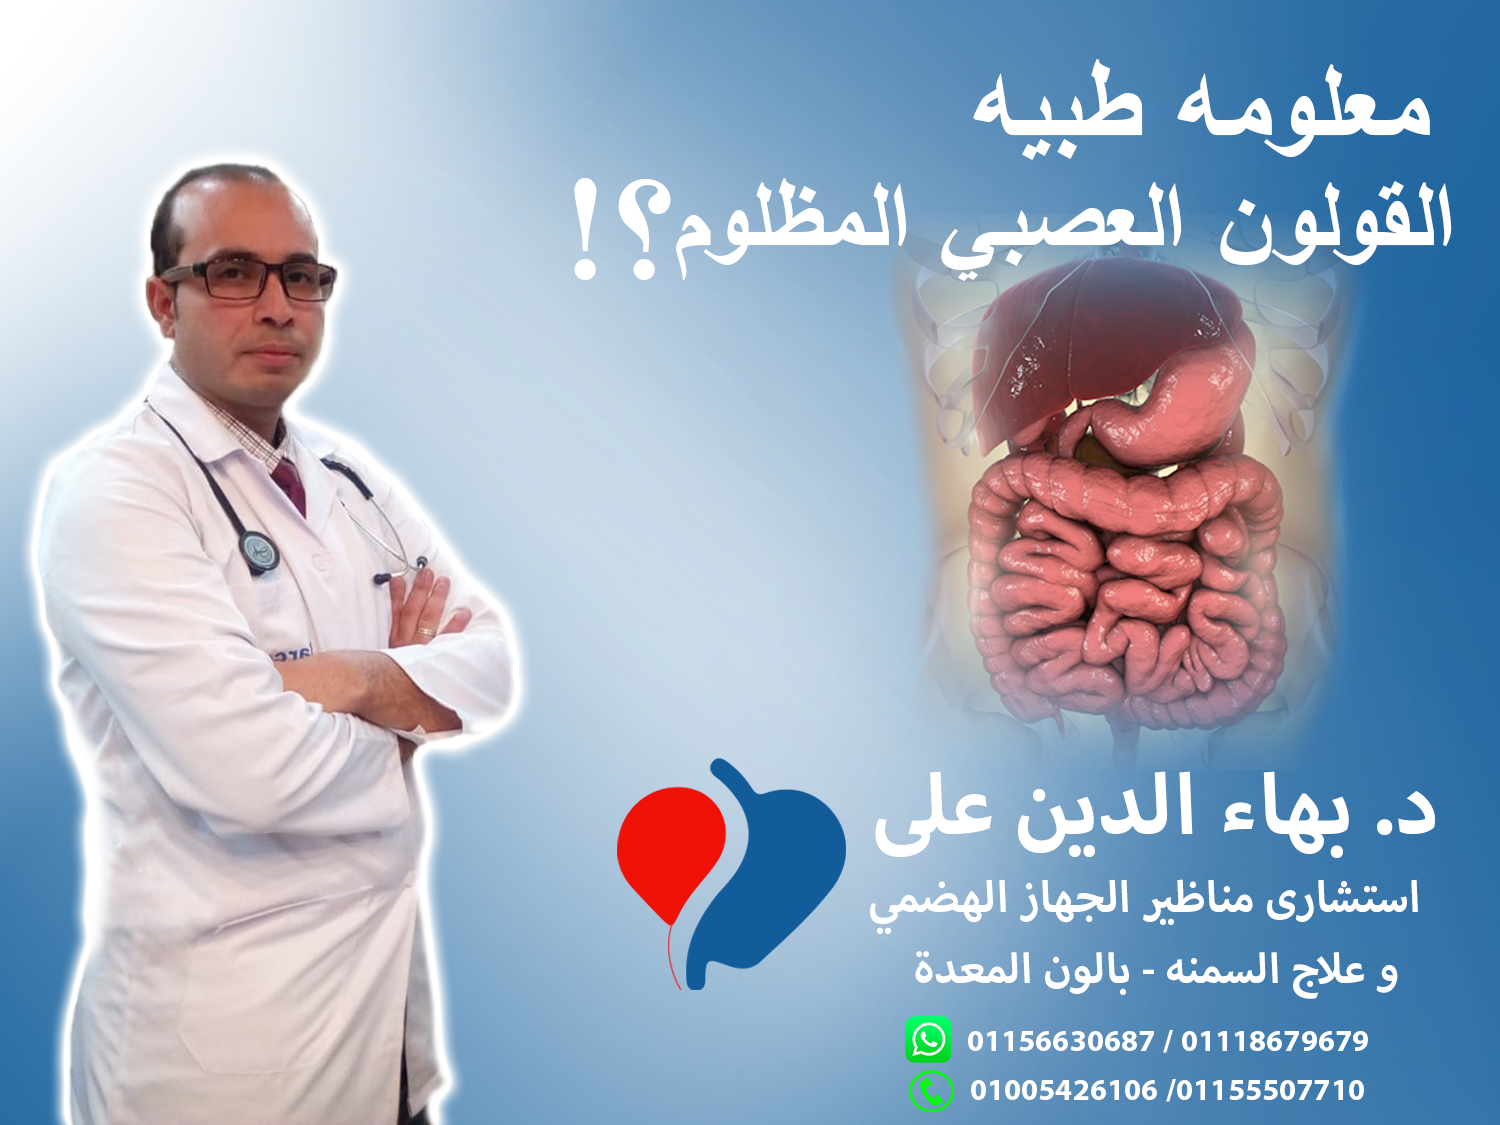 معلومه طبيه
القولون العصبي المظلوم؟!
د. بهاء الدين على
استشارى مناظير الجهاز الهضمي
و علاج السمنه - بالون المعدة
01156630687 / 01118679679
01005426106 /01155507710